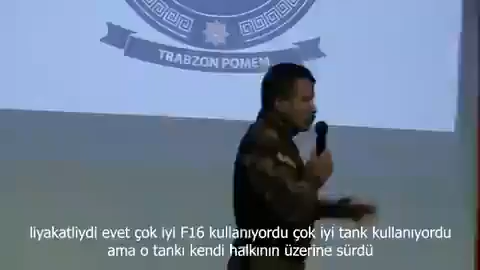 TRABZON POMEM
liyakatliydi evet çok iyi F16 kullanıyordu çok iyi tank kullanıyordu
ama o tankı kendi halkının üzerine sürdü